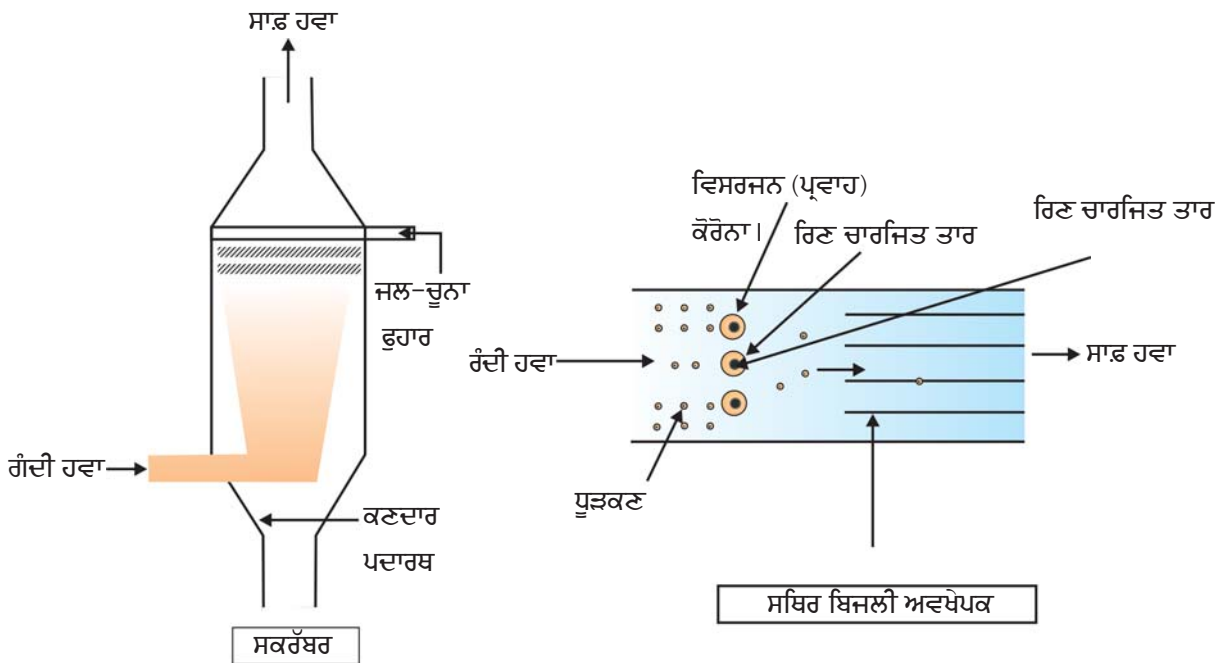 ਸਾਫ਼ ਹਵਾ
ਜਲ-ਚੂਨਾ
ਫੁਹਾਰ
ਗੰਦੀ ਹਵਾ
ਕਣਦਾਰ
ਪਦਾਰਥ
ਸਕਰੱਬਰ
ਵਿਸਰਜਨ (ਪ੍ਰਵਾਹ)
ਕੋਰੋਨਾ।
ਰਿਣ ਚਾਰਜਿਤ ਤਾਰ
ਰਿਣ ਚਾਰਜਿਤ ਤਾਰ
ਰੰਦੀ ਹਵਾ
ਸਾਫ਼ ਹਵਾ
ਧੂੜਕਣ
ਸਥਿਰ ਬਿਜਲੀ ਅਵਖੇਪਕ